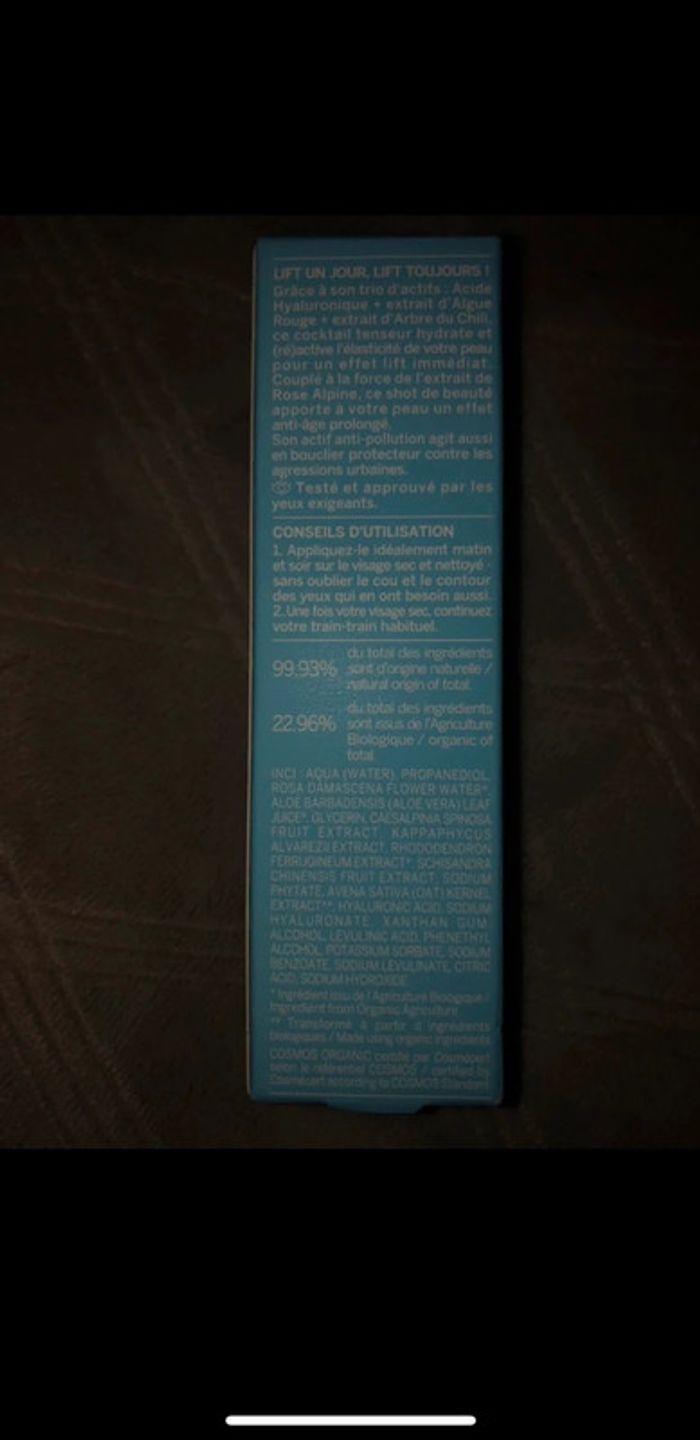 LIFT UN JOUR, LIFT TOUJOURS !
Grâce à son trio d'actifs : Acide
Hyaluronique + extrait d'Algue
Rouge + extrait d'Arbre du Chili,
ce cocktail tenseur hydrate et
(ré)active l'élasticité de votre peau
pour un effet lift immédiat.
Couplé à la force de l'extrait de
Rose Alpine, ce shot de beauté
apporte à votre peau un effet
anti-âge prolongé.
Son actif anti-pollution agit aussi
en bouclier protecteur contre les
agressions urbaines.
Testé et approuvé par les
yeux exigeants.
CONSEILS D'UTILISATION
1. Appliquez-le idéalement matin
et soir sur le visage sec et nettoyé -
sans oublier le cou et le contour
des yeux qui en ont besoin aussi.
2. Une fois votre visage sec, continuez
votre train-train habituel.
99.93% du total des ingrédients
sont d'origine naturelle /
natural origin of total
22.96% du total des ingrédients
sont issus de l'Agriculture
Biologique / organic of
total
INCI : AQUA (WATER), PROPANEDIOL,
ROSA DAMASCENA FLOWER WATER*,
ALOE BARBADENSIS (ALOE VERA) LEAF
JUICE*, GLYCERIN, CAESALPINIA SPINOSA
FRUIT EXTRACT, KAPPAPHYCUS
ALVAREZII EXTRACT, RHODODENDRON
FERRUGINEUM EXTRACT*, SCHISANDRA
CHINENSIS FRUIT EXTRACT, SODIUM
PHYTATE, AVENA SATIVA (OAT) KERNEL
EXTRACT**, HYALURONIC ACID, SODIUM
HYALURONATE, XANTHAN GUM,
ALCOHOL, LEVULINIC ACID, PHENETHYL
ALCOHOL, POTASSIUM SORBATE, SODIUM
BENZOATE, SODIUM LEVULINATE, CITRIC
ACID, SODIUM HYDROXIDE
* Ingrédient issu de l'Agriculture Biologique /
Ingredient from Organic Agriculture
** Transformé à partir d'ingrédients
biologiques / Made using organic ingredients
COSMOS ORGANIC certifié par Cosmécert
selon le référentiel COSMOS / certified by
Cosmécert according to COSMOS Standard